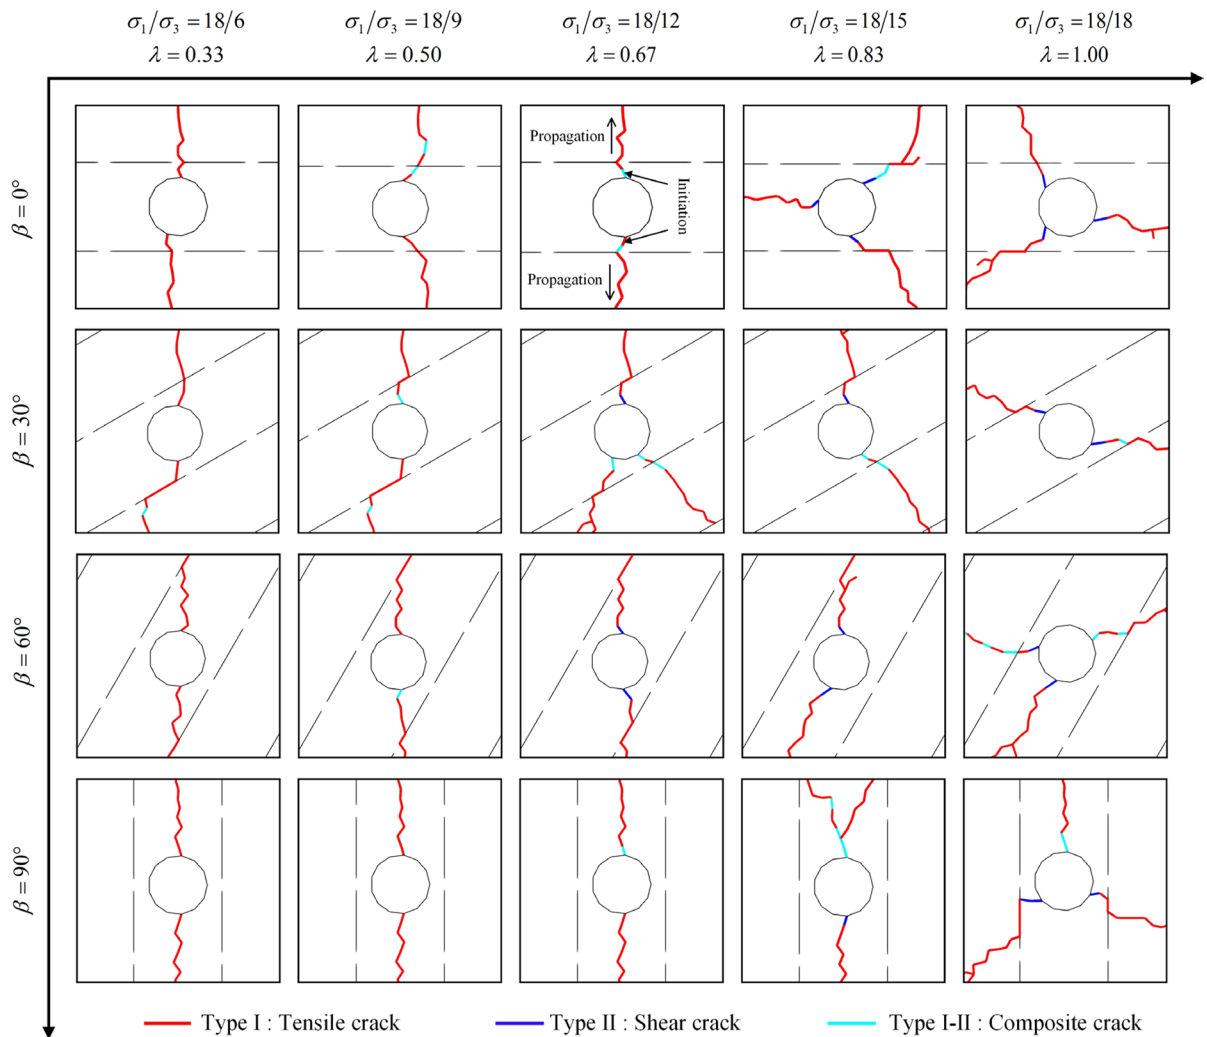 σ₁/σ₃ = 18/6
λ = 0.33
σ₁/σ₃ = 18/9
λ = 0.50
σ₁/σ₃ = 18/12
λ = 0.67
σ₁/σ₃ = 18/15
λ = 0.83
σ₁/σ₃ = 18/18
λ = 1.00
β = 0°
Propagation
Initiation
Propagation
β = 30°
β = 60°
β = 90°
Type I : Tensile crack
Type II : Shear crack
Type I-II : Composite crack